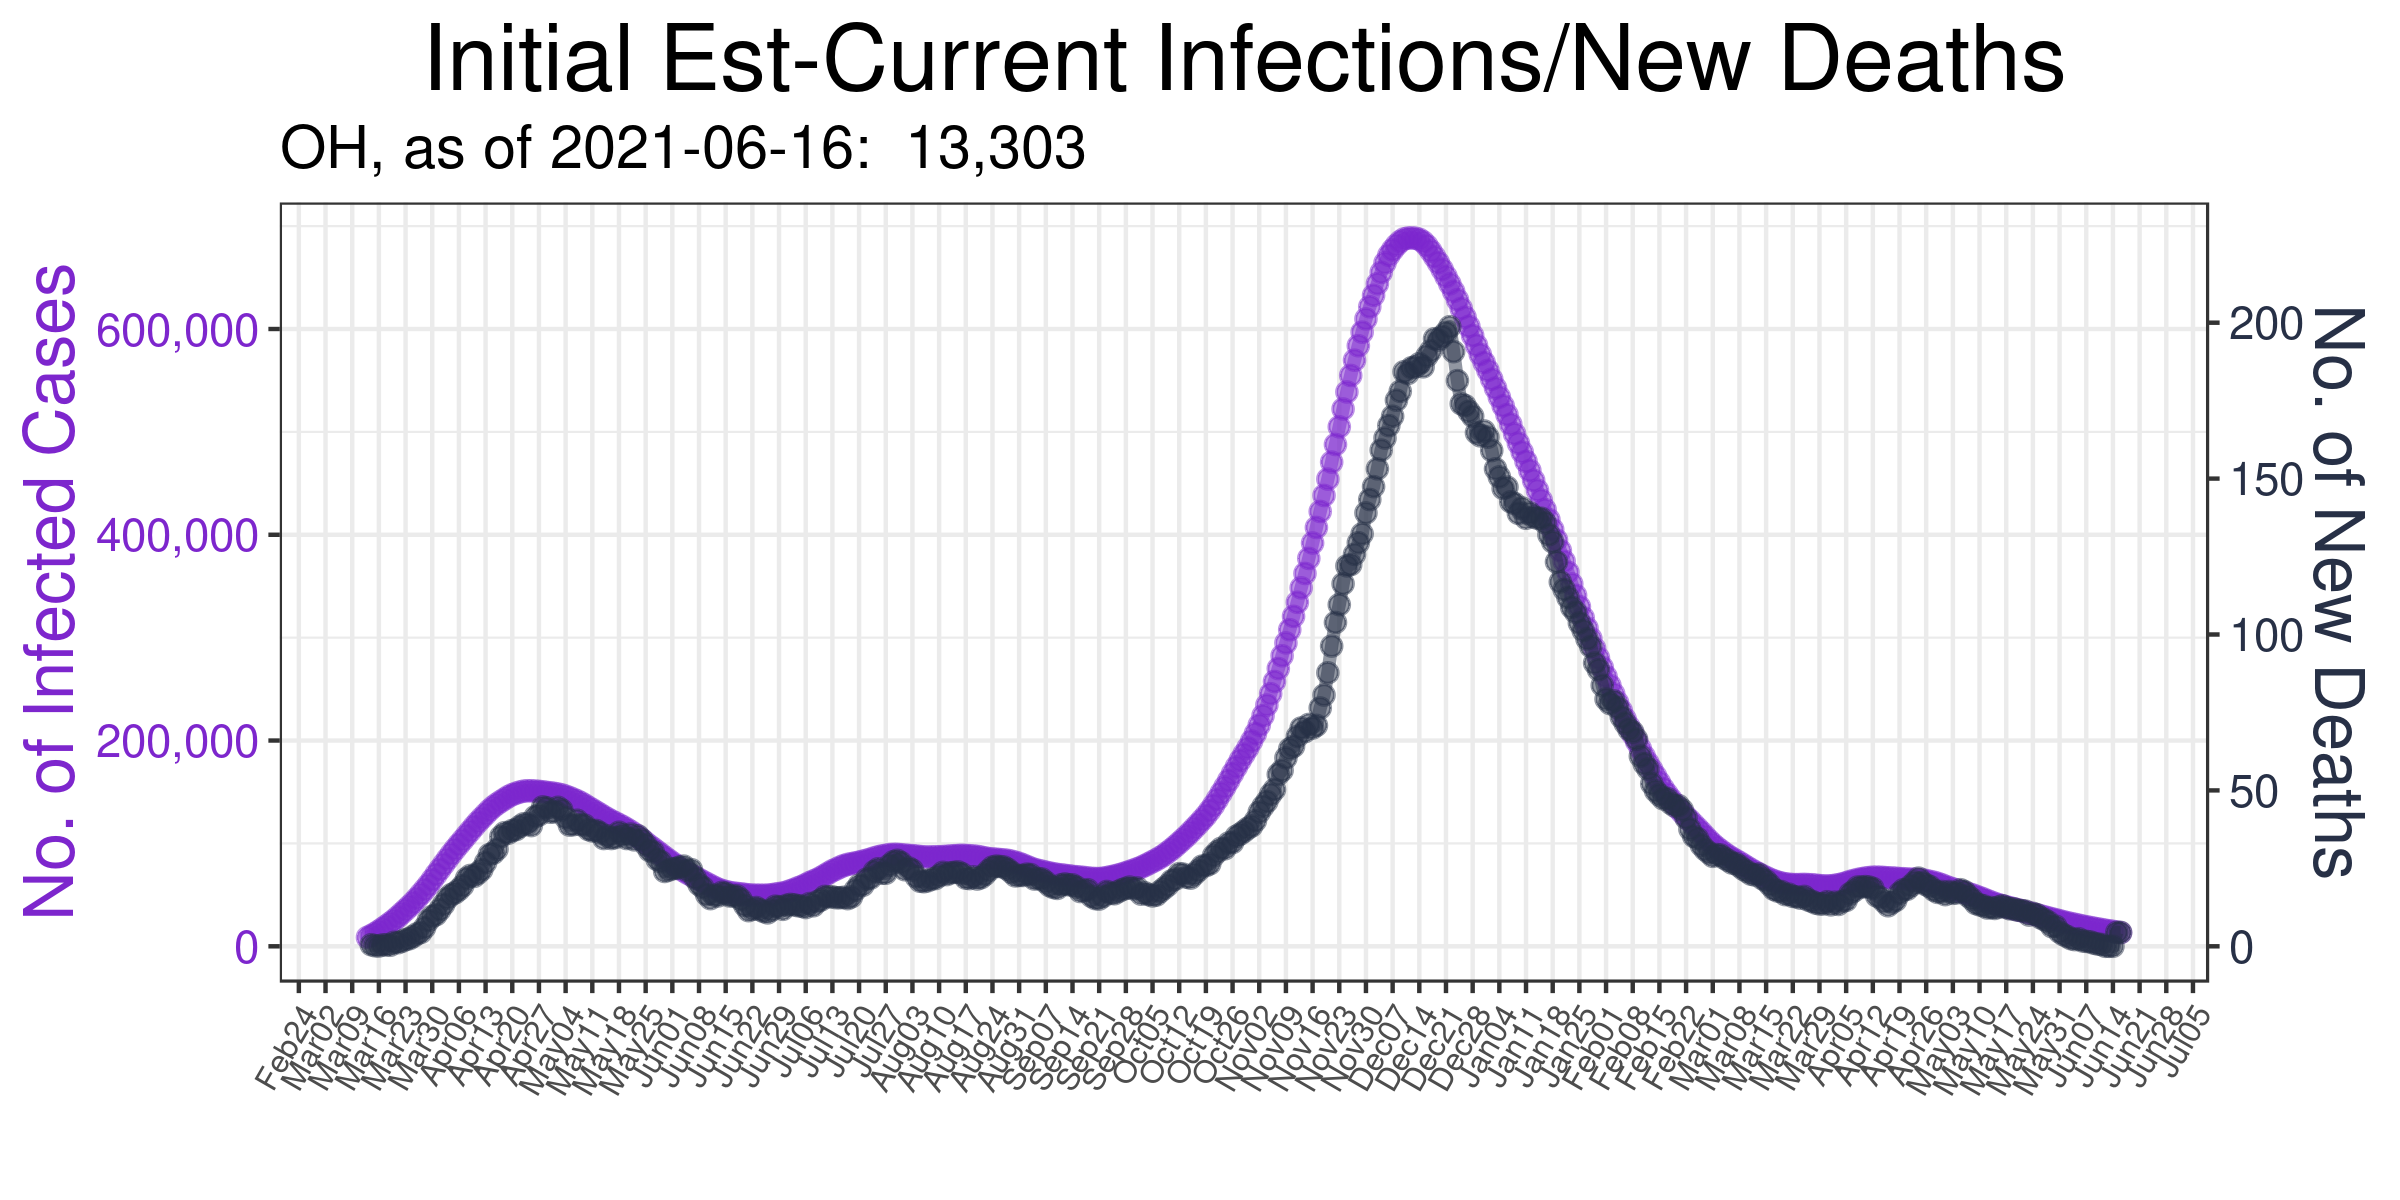 Initial Est-Current Infections/New Deaths
OH, as of 2021-06-16:  13,303
No. of Infected Cases
600,000
400,000
200,000
0
200
150
100
50
0
No. of New Deaths
Feb24
Mar02
Mar09
Mar16
Mar23
Mar30
Apr06
Apr13
Apr20
Apr27
May04
May11
May18
May25
Jun01
Jun08
Jun15
Jun22
Jun29
Jul06
Jul13
Jul20
Jul27
Aug03
Aug10
Aug17
Aug24
Aug31
Sep07
Sep14
Sep21
Sep28
Oct05
Oct12
Oct19
Oct26
Nov02
Nov09
Nov16
Nov23
Nov30
Dec07
Dec14
Dec21
Dec28
Jan04
Jan11
Jan18
Jan25
Feb01
Feb08
Feb15
Feb22
Mar01
Mar08
Mar15
Mar22
Mar29
Apr05
Apr12
Apr19
Apr26
May03
May10
May17
May24
May31
Jun07
Jun14
Jun21
Jun28
Jul05